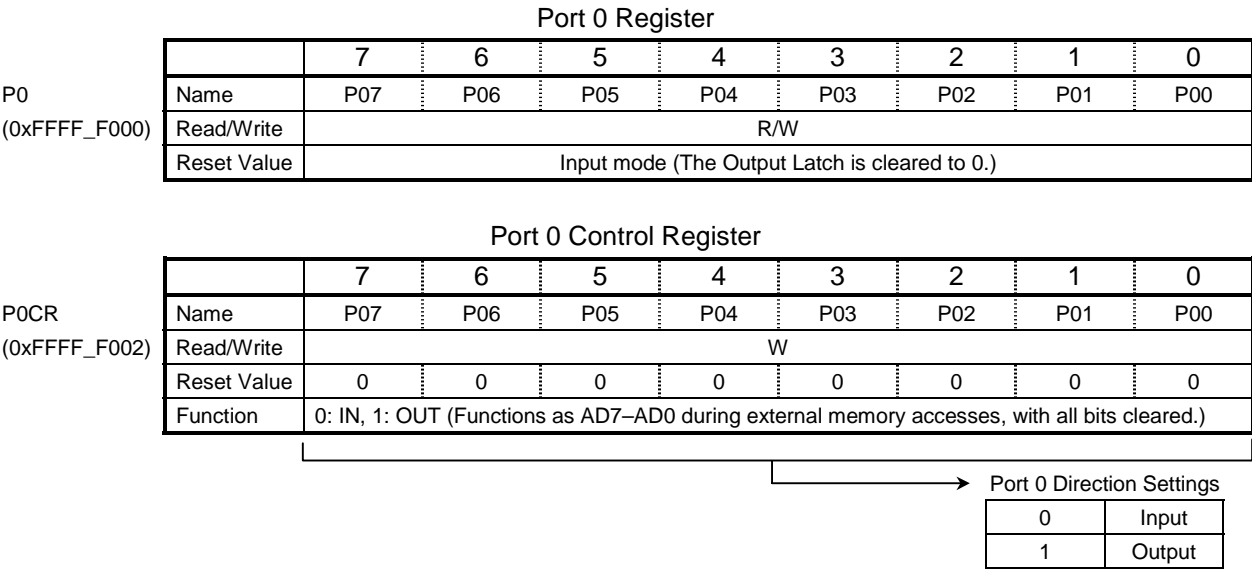 Port 0 Register
7 6 5 4 3 2 1 0
P0 Name P07 P06 P05 P04 P03 P02 P01 P00
(0xFFFF_F000) Read/Write R/W
Reset Value Input mode (The Output Latch is cleared to 0.)
Port 0 Control Register
7 6 5 4 3 2 1 0
P0CR Name P07 P06 P05 P04 P03 P02 P01 P00
(0xFFFF_F002) Read/Write W
Reset Value 0 0 0 0 0 0 0 0
Function 0: IN, 1: OUT (Functions as AD7–AD0 during external memory accesses, with all bits cleared.)
Port 0 Direction Settings
0 Input
1 Output